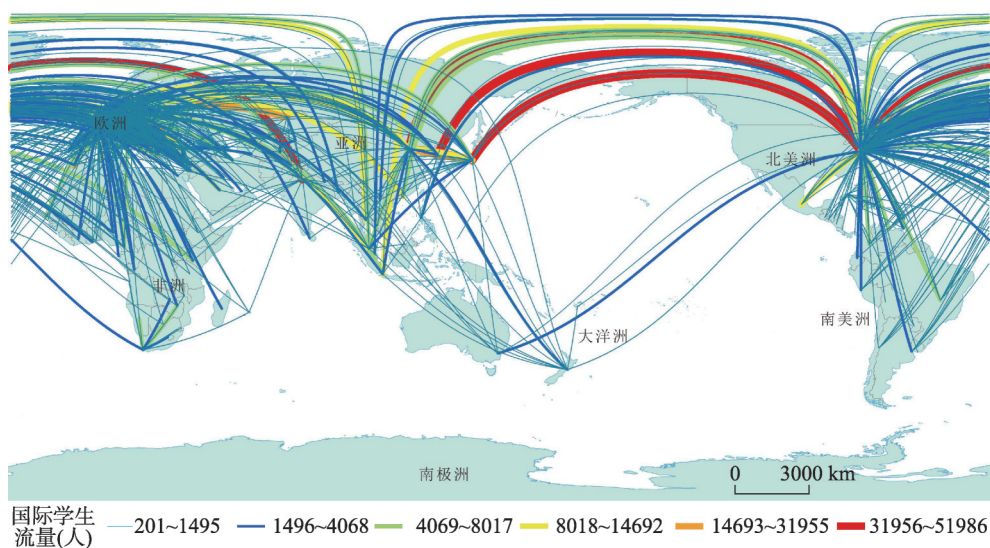 欧洲
亚洲
北美洲
非洲
大洋洲
南美洲
南极洲
0 3000 km
国际学生
流量(人)
201~1495
1496~4068
4069~8017
8018~14692
14693~31955
31956~51986